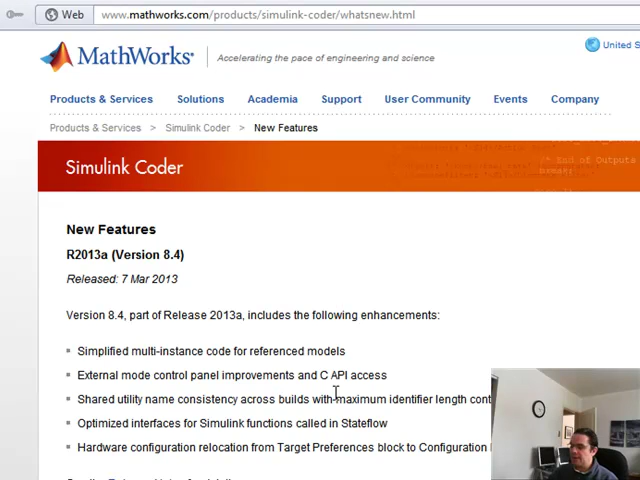 Web www.mathworks.com/products/simulink-coder/whatsnew.html
MathWorks® Accelerating the pace of engineering and science United S
Products & Services Solutions Academia Support User Community Events Company
Products & Services > Simulink Coder > New Features
Simulink Coder
/* End of Outputs
New Features
R2013a (Version 8.4)
Released: 7 Mar 2013
Version 8.4, part of Release 2013a, includes the following enhancements:
Simplified multi-instance code for referenced models
External mode control panel improvements and C API access
Shared utility name consistency across builds with maximum identifier length cont
Optimized interfaces for Simulink functions called in Stateflow
Hardware configuration relocation from Target Preferences block to Configuration